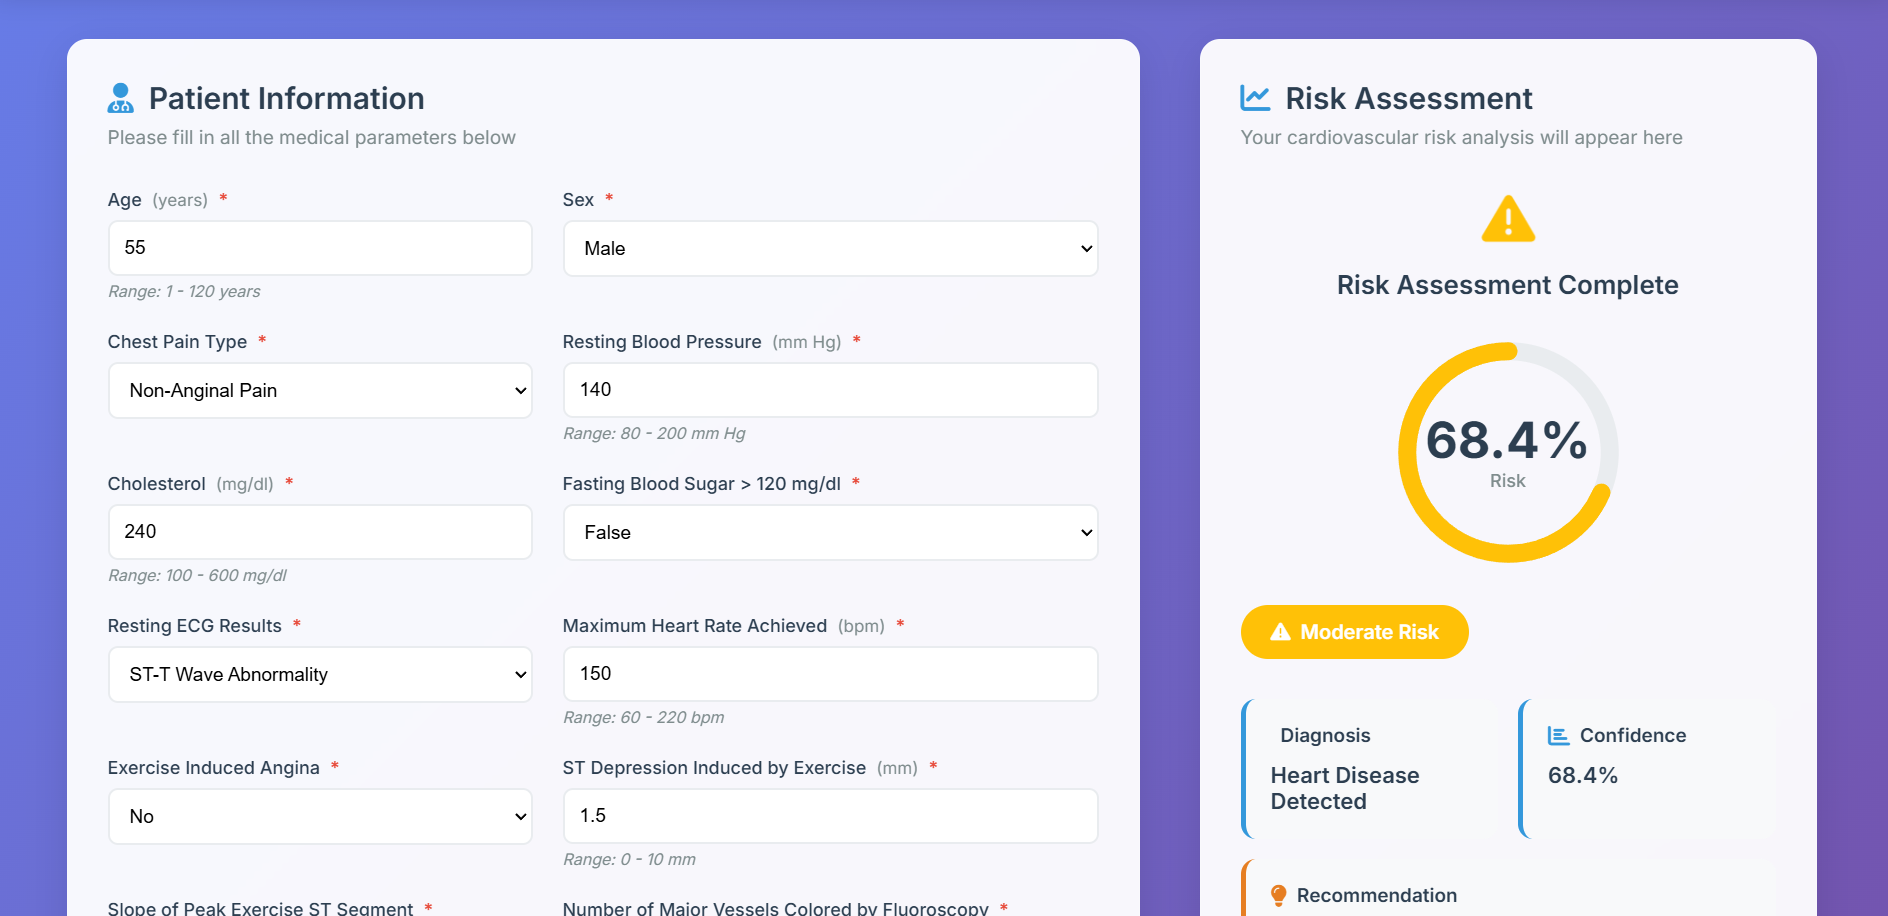 Patient Information
Please fill in all the medical parameters below
Age (years) *
55
Range: 1 - 120 years
Sex *
Male
Chest Pain Type *
Non-Anginal Pain
Resting Blood Pressure (mm Hg) *
140
Range: 80 - 200 mm Hg
Cholesterol (mg/dl) *
240
Range: 100 - 600 mg/dl
Fasting Blood Sugar > 120 mg/dl *
False
Resting ECG Results *
ST-T Wave Abnormality
Maximum Heart Rate Achieved (bpm) *
150
Range: 60 - 220 bpm
Exercise Induced Angina *
No
ST Depression Induced by Exercise (mm) *
1.5
Range: 0 - 10 mm
Slope of Peak Exercise ST Segment *
Number of Major Vessels Colored by Fluoroscopy *
Risk Assessment
Your cardiovascular risk analysis will appear here
Risk Assessment Complete
68.4%
Risk
Moderate Risk
Diagnosis
Heart Disease
Detected
Confidence
68.4%
Recommendation